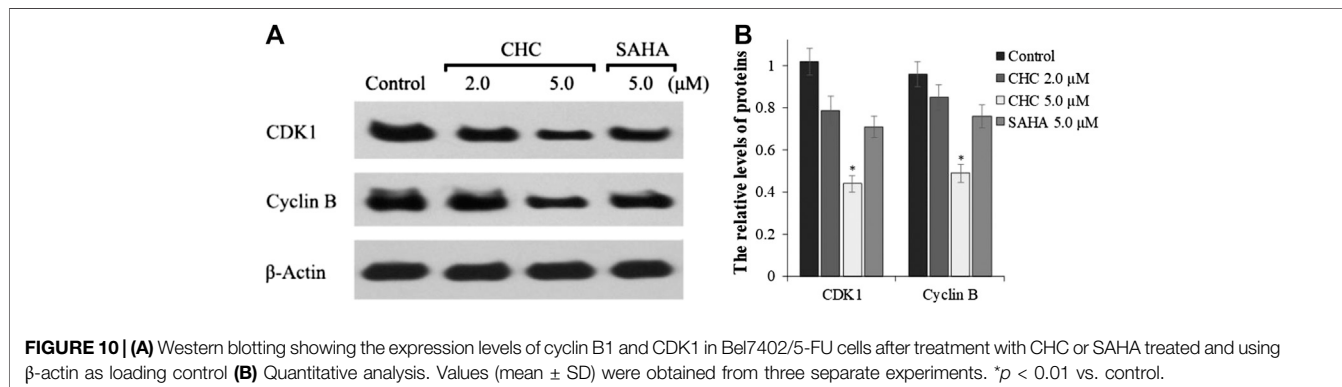 A
CHC SAHA
Control 2.0 5.0 5.0 (μM)
CDK1
Cyclin B
β-Actin
B
The relative levels of proteins
1
0.8
0.6
0.4
0.2
0
*
*
CDK1 Cyclin B
Control
CHC 2.0 μM
CHC 5.0 μM
SAHA 5.0 μM
FIGURE 10 | (A) Western blotting showing the expression levels of cyclin B1 and CDK1 in Bel7402/5-FU cells after treatment with CHC or SAHA treated and using
β-actin as loading control (B) Quantitative analysis. Values (mean ± SD) were obtained from three separate experiments. *p < 0.01 vs. control.